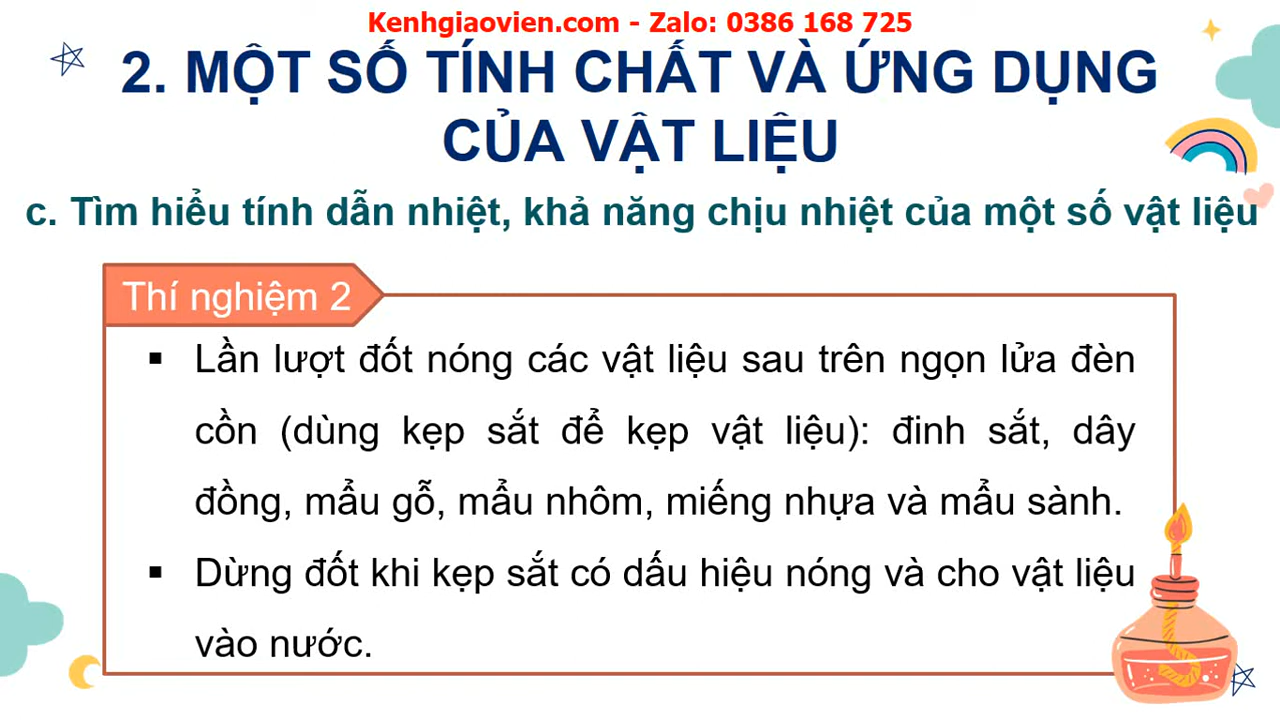 Kenhgiaovien.com - Zalo: 0386 168 725
2. MỘT SỐ TÍNH CHẤT VÀ ỨNG DỤNG
CỦA VẬT LIỆU
c. Tìm hiểu tính dẫn nhiệt, khả năng chịu nhiệt của một số vật liệu
Thí nghiệm 2
▪ Lần lượt đốt nóng các vật liệu sau trên ngọn lửa đèn
cồn (dùng kẹp sắt để kẹp vật liệu): đinh sắt, dây
đồng, mẩu gỗ, mẩu nhôm, miếng nhựa và mẩu sành.
▪ Dừng đốt khi kẹp sắt có dấu hiệu nóng và cho vật liệu
vào nước.